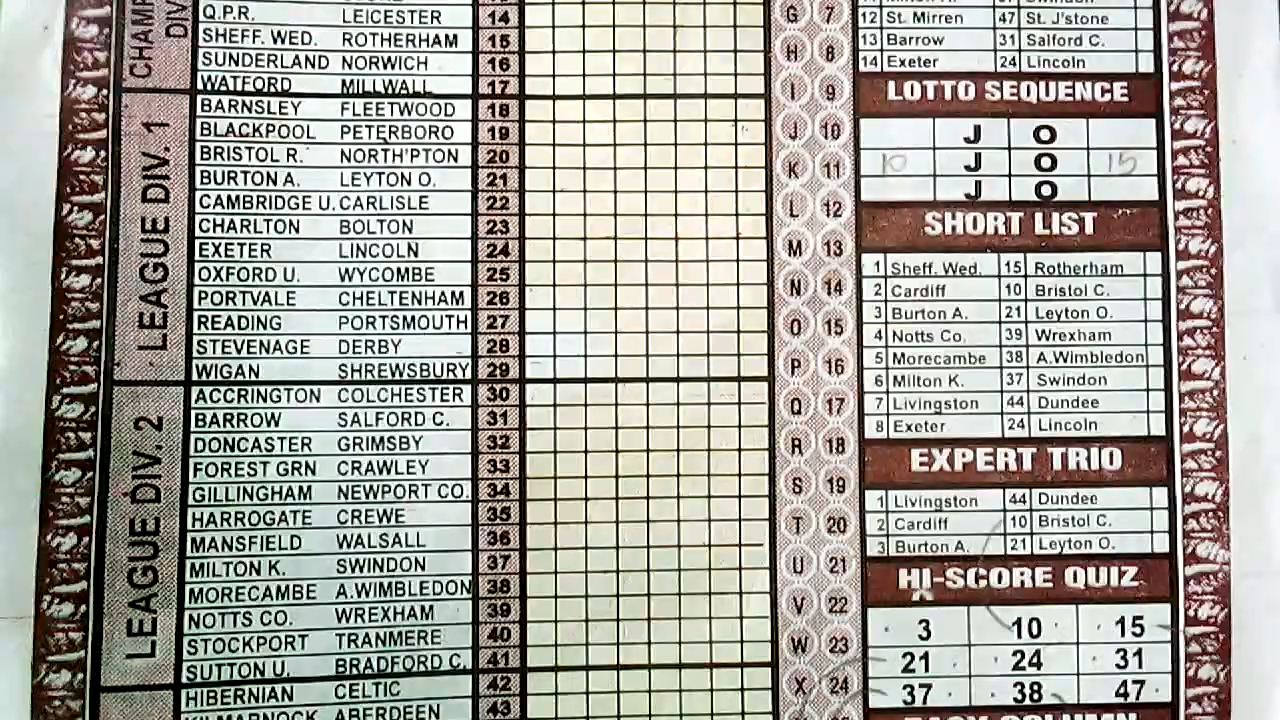 CHAMP
DIV
Q.P.R. LEICESTER 14
SHEFF. WED. ROTHERHAM 15
SUNDERLAND NORWICH 16
WATFORD MILLWALL 17
LEAGUE DIV. 1
BARNSLEY FLEETWOOD 18
BLACKPOOL PETERBORO 19
BRISTOL R. NORTH'PTON 20
BURTON A. LEYTON O. 21
CAMBRIDGE U. CARLISLE 22
CHARLTON BOLTON 23
EXETER LINCOLN 24
OXFORD U. WYCOMBE 25
PORTVALE CHELTENHAM 26
READING PORTSMOUTH 27
STEVENAGE DERBY 28
WIGAN SHREWSBURY 29
LEAGUE DIV. 2
ACCRINGTON COLCHESTER 30
BARROW SALFORD C. 31
DONCASTER GRIMSBY 32
FOREST GRN CRAWLEY 33
GILLINGHAM NEWPORT CO. 34
HARROGATE CREWE 35
MANSFIELD WALSALL 36
MILTON K. SWINDON 37
MORECAMBE A.WIMBLEDON 38
NOTTS CO. WREXHAM 39
STOCKPORT TRANMERE 40
SUTTON U. BRADFORD C. 41
HIBERNIAN CELTIC 42
KILMARNOCK ABERDEEN 43
G 7
H 8
I 9
J 10
K 11
L 12
M 13
N 14
O 15
P 16
Q 17
R 18
S 19
T 20
U 21
V 22
W 23
X 24
12 St. Mirren 47 St. J'stone
13 Barrow 31 Salford C.
14 Exeter 24 Lincoln
LOTTO SEQUENCE
J O
10 J O 15
J O
SHORT LIST
1 Sheff. Wed. 15 Rotherham
2 Cardiff 10 Bristol C.
3 Burton A. 21 Leyton O.
4 Notts Co. 39 Wrexham
5 Morecambe 38 A.Wimbledon
6 Milton K. 37 Swindon
7 Livingston 44 Dundee
8 Exeter 24 Lincoln
EXPERT TRIO
1 Livingston 44 Dundee
2 Cardiff 10 Bristol C.
3 Burton A. 21 Leyton O.
HI-SCORE QUIZ
3 10 15
21 24 31
37 38 47